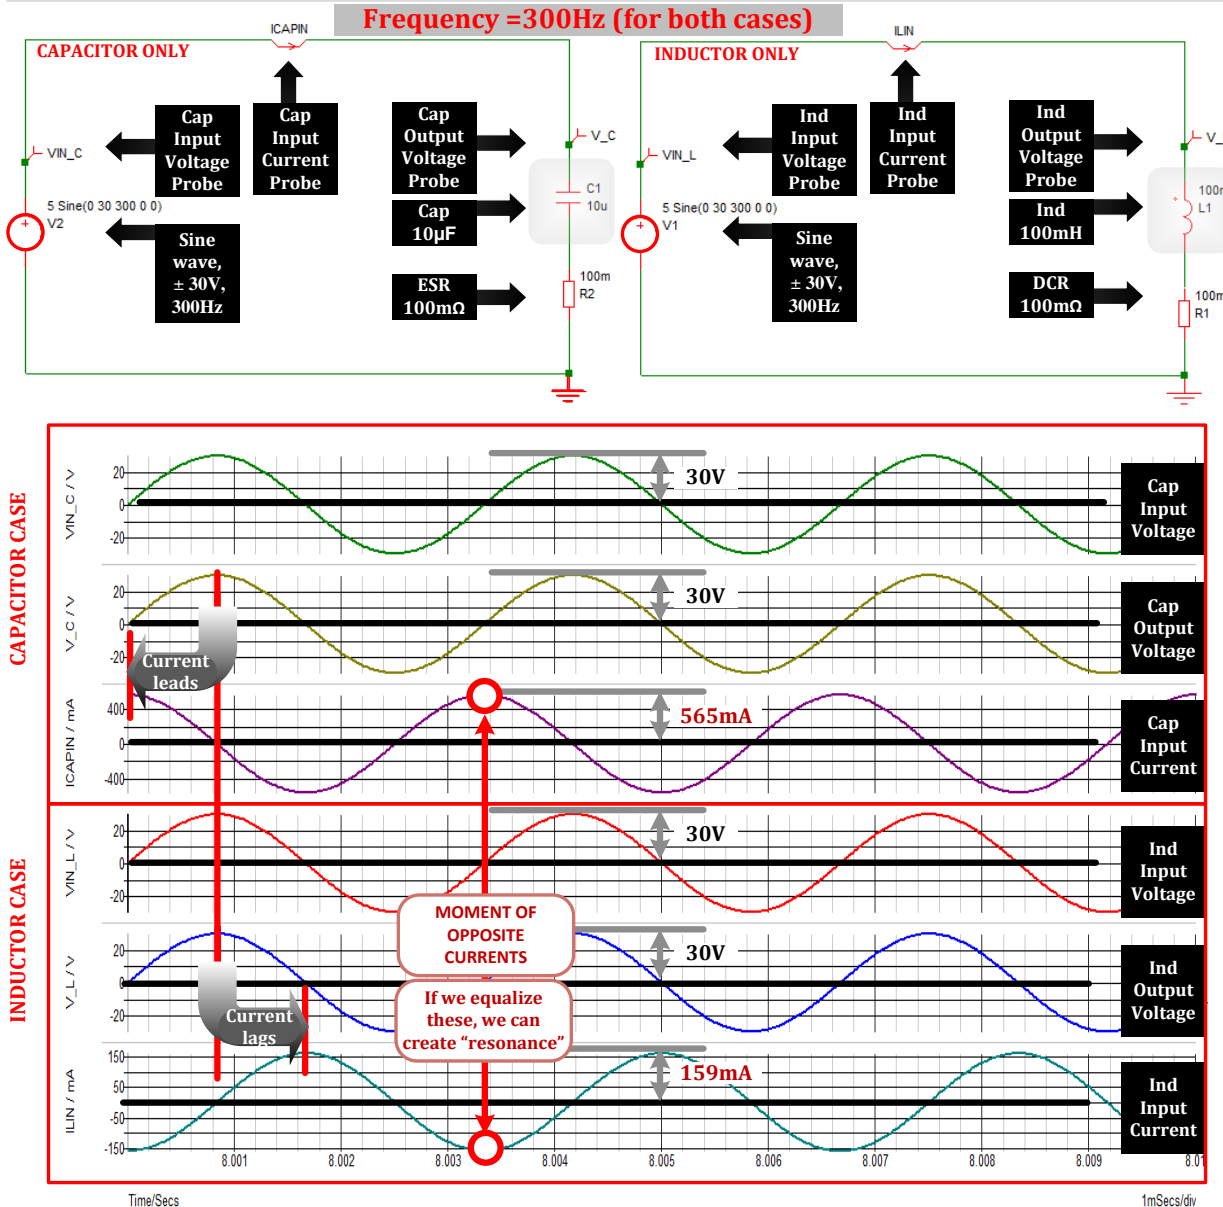 Frequency =300Hz (for both cases)
ICAPIN
CAPACITOR ONLY
Cap
Input
Voltage
Probe
Cap
Input
Current
Probe
Cap
Output
Voltage
Probe
VIN_C
V_C
5 Sine(0 30 300 0 0)
V2
C1
10u
Cap
10µF
Sine
wave,
± 30V,
300Hz
ESR
100mΩ
100m
R2
ILIN
INDUCTOR ONLY
Ind
Input
Voltage
Probe
Ind
Input
Current
Probe
Ind
Output
Voltage
Probe
VIN_L
V_
5 Sine(0 30 300 0 0)
V1
100m
L1
Ind
100mH
Sine
wave,
± 30V,
300Hz
DCR
100mΩ
100m
R1
CAPACITOR CASE
VIN_C / V
20
0
-20
30V
Cap
Input
Voltage
V_C / V
20
0
-20
30V
Cap
Output
Voltage
Current
leads
ICAPIN / mA
400
0
-400
565mA
Cap
Input
Current
INDUCTOR CASE
VIN_L / V
20
0
-20
30V
Ind
Input
Voltage
MOMENT OF
OPPOSITE
CURRENTS
V_L / V
20
0
-20
30V
Ind
Output
Voltage
Current
lags
If we equalize
these, we can
create “resonance”
ILIN / mA
150
100
50
0
-50
-150
159mA
Ind
Input
Current
8.001
8.002
8.003
8.004
8.005
8.006
8.007
8.008
8.009
8.01
Time/Secs
1mSecs/div